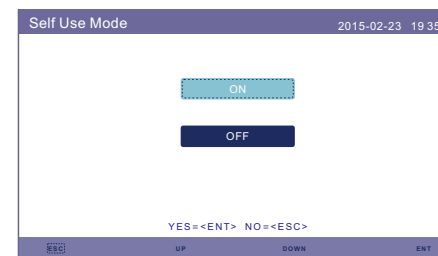 Self Use Mode 2015-02-23 19 35
ON
OFF
YES=<ENT> NO=<ESC>
ESC UP DOWN ENT